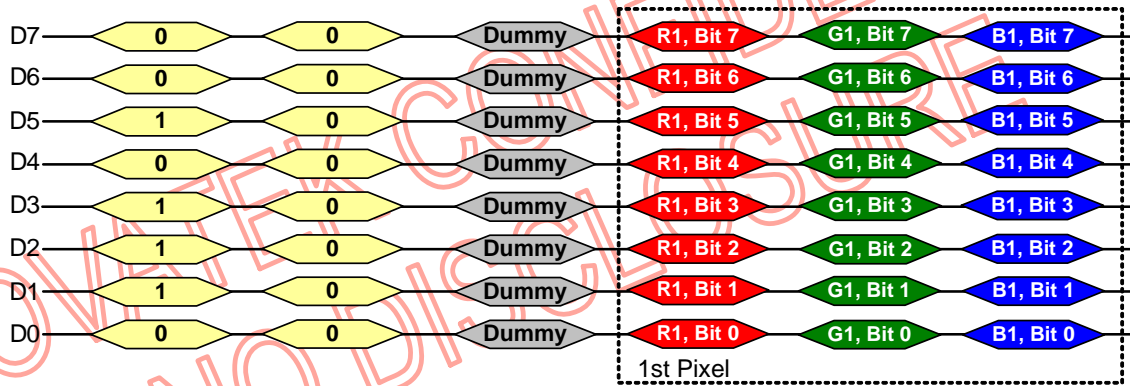 D7 0 0 Dummy R1, Bit 7 G1, Bit 7 B1, Bit 7
D6 0 0 Dummy R1, Bit 6 G1, Bit 6 B1, Bit 6
D5 1 0 Dummy R1, Bit 5 G1, Bit 5 B1, Bit 5
D4 0 0 Dummy R1, Bit 4 G1, Bit 4 B1, Bit 4
D3 1 0 Dummy R1, Bit 3 G1, Bit 3 B1, Bit 3
D2 1 0 Dummy R1, Bit 2 G1, Bit 2 B1, Bit 2
D1 1 0 Dummy R1, Bit 1 G1, Bit 1 B1, Bit 1
D0 0 0 Dummy R1, Bit 0 G1, Bit 0 B1, Bit 0
1st Pixel
OVATEK CONFIDE
NO DISCLOSURE